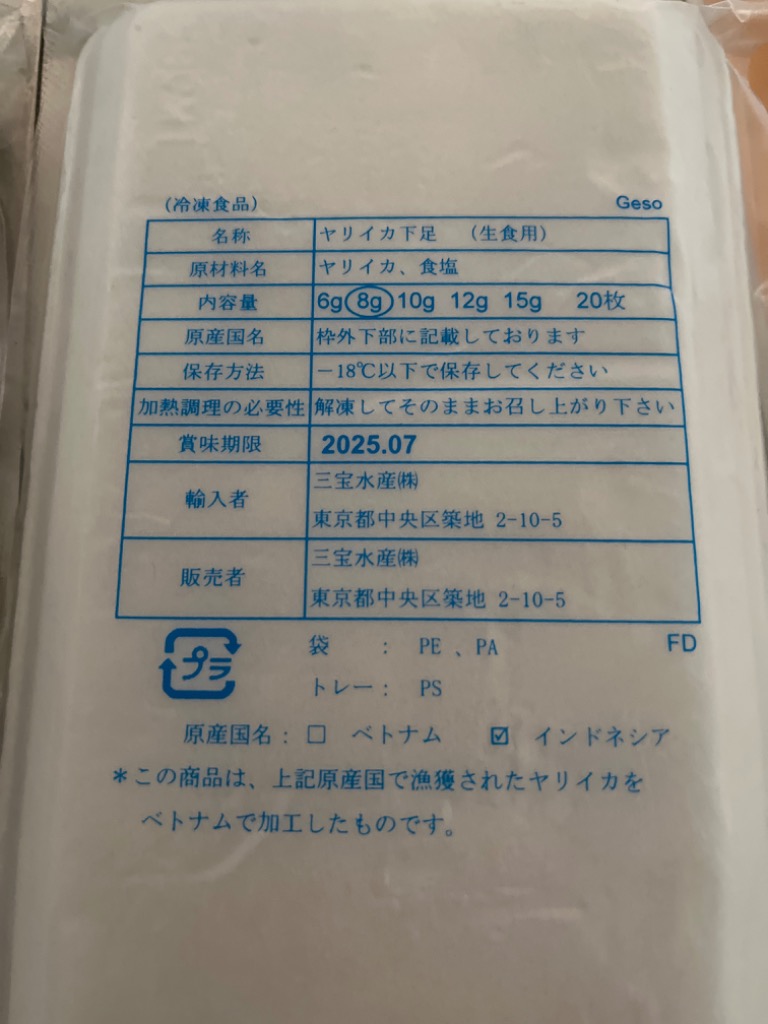 (冷凍食品) Geso
名称 ヤリイカ下足 (生食用)
原材料名 ヤリイカ、食塩
内容量 6g 8g 10g 12g 15g 20枚
原産国名 枠外下部に記載しております
保存方法 −18℃以下で保存してください
加熱調理の必要性 解凍してそのままお召し上がり下さい
賞味期限 2025.07
輸入者 三宝水産㈱
東京都中央区築地 2-10-5
販売者 三宝水産㈱
東京都中央区築地 2-10-5
プラ 袋 : PE 、PA FD
トレー : PS
原産国名 : ☐ ベトナム ☑ インドネシア
*この商品は、上記原産国で漁獲されたヤリイカを
ベトナムで加工したものです。